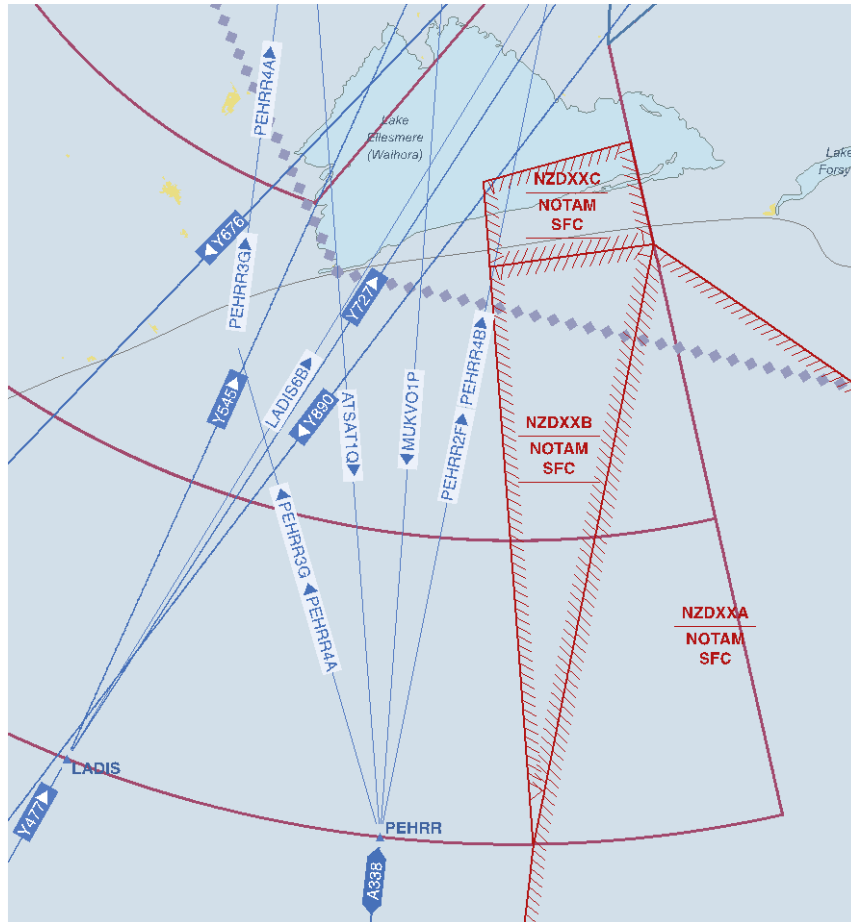 PEHRR4A▶
Lake
Ellesmere
(Waihora)
Lake
Forsy
NZDXXC
NOTAM
SFC
◀Y676
PEHRR3G▶
Y727▶
Y545▶
LADIS6B▶
◀Y890
ATSAT1Q▶
◀MUKVO1P
PEHRR2F▶
PEHRR4B▶
NZDXXB
NOTAM
SFC
◀PEHRR3G
◀PEHRR4A
NZDXXA
NOTAM
SFC
LADIS
Y477▶
PEHRR
A338